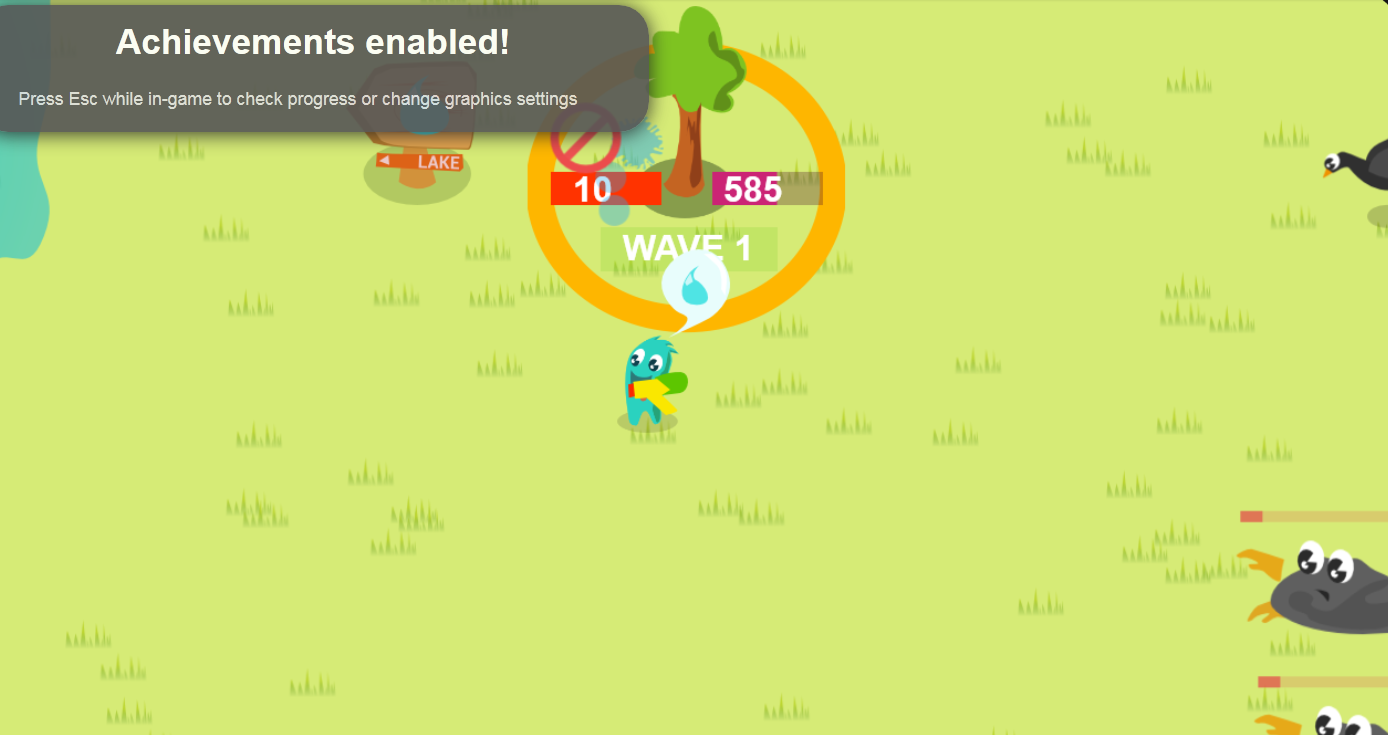 Achievements enabled!
Press Esc while in-game to check progress or change graphics settings
LAKE
10
585
WAVE 1